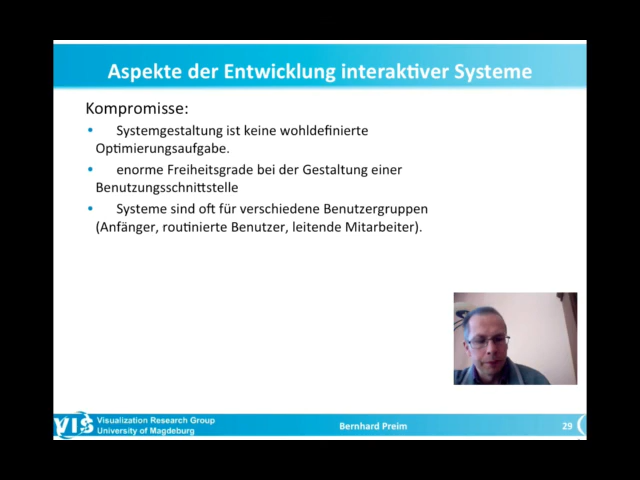 Aspekte der Entwicklung interaktiver Systeme
Kompromisse:
• Systemgestaltung ist keine wohldefinierte
Optimierungsaufgabe.
• enorme Freiheitsgrade bei der Gestaltung einer
Benutzungsschnittstelle
• Systeme sind oft für verschiedene Benutzergruppen
(Anfänger, routinierte Benutzer, leitende Mitarbeiter).
VIS
Visualization Research Group
University of Magdeburg
Bernhard Preim
29